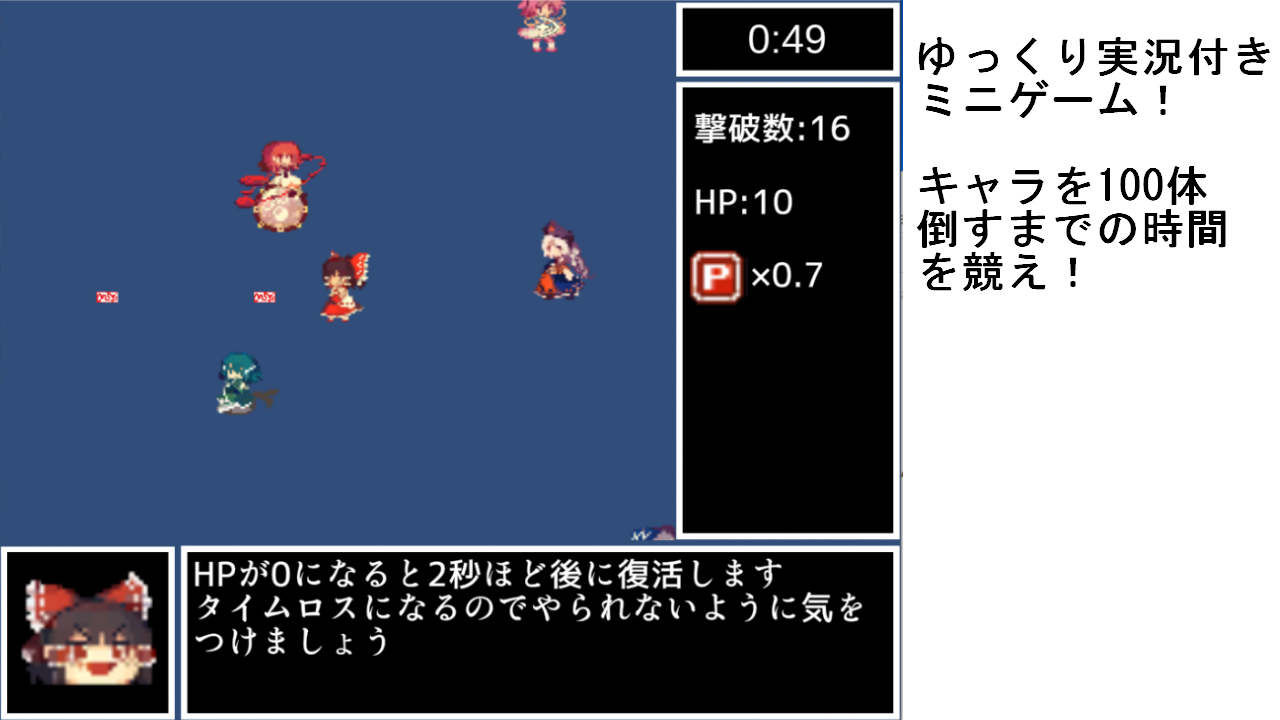 0:49
撃破数:16
HP:10
P ×0.7
ゆっくり実況付き
ミニゲーム！
キャラを100体
倒すまでの時間
を競え！
HPが0になると2秒ほど後に復活します
タイムロスになるのでやられないように気を
つけましょう